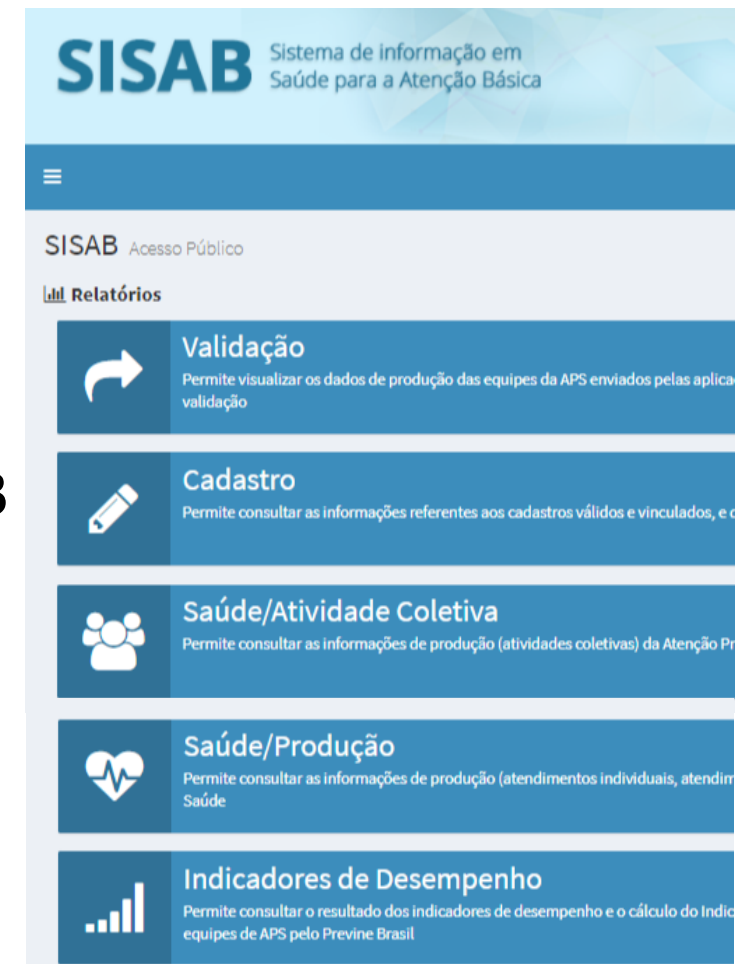 SISAB
Sistema de informação em
Saúde para a Atenção Básica
SISAB Acesso Público
Relatórios
Validação
Permite visualizar os dados de produção das equipes da APS enviados pelas
validação
Cadastro
Permite consultar as informações referentes aos cadastros válidos e vinculados, e
Saúde/Atividade Coletiva
Permite consultar as informações de produção (atividades coletivas) da Atenção
Saúde/Produção
Permite consultar as informações de produção (atendimentos individuais,
Saúde
Indicadores de Desempenho
Permite consultar o resultado dos indicadores de desempenho e o cálculo do
equipes de APS pelo Previne Brasil